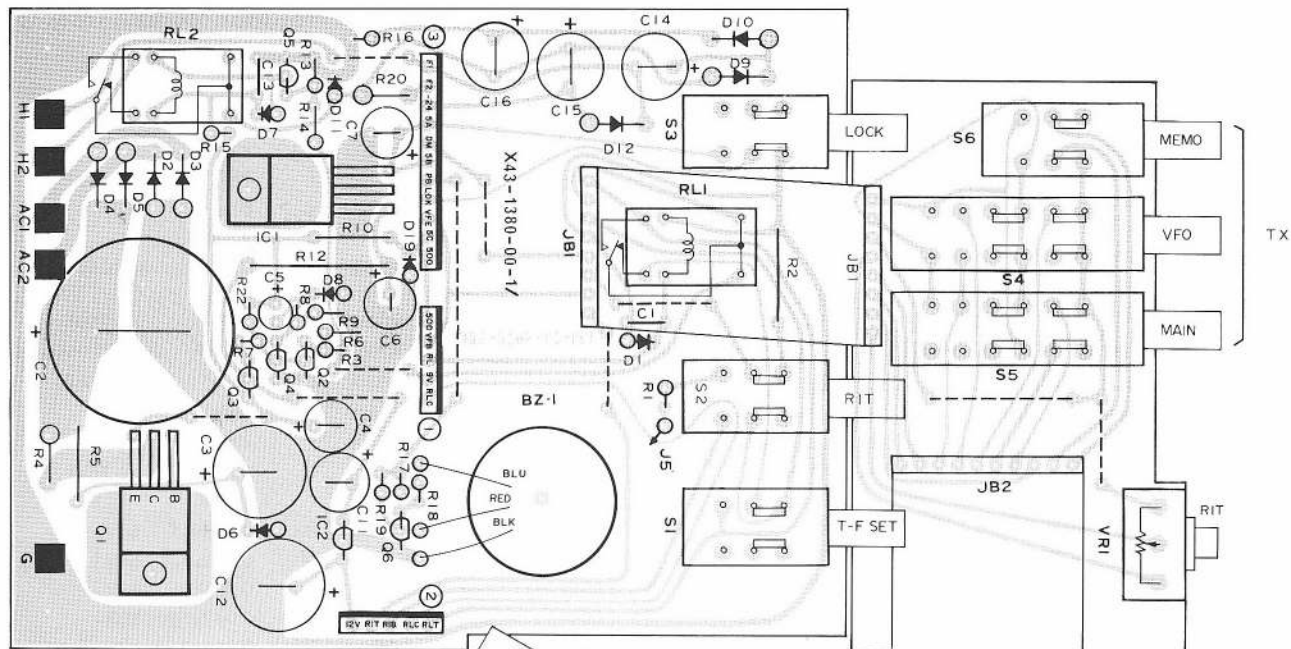 RL2
Q5
R13
R16
3
C14
D10
C13
D11
R20
C16
C15
D9
H1
D7
R14
C7
S3
LOCK
S6
MEMO
R15
D12
H2
D2
D3
D4
D5
IC1
R10
D19
X43-1380-00-1/
F1 F2 -24 5A DM 5B PB LOK VFE SC 500
RL1
JB1
R2
JB1
VFO
TX
S4
AC1
AC2
R12
C5
D8
R22
R8
R9
C6
C1
D1
MAIN
S5
R7
R6
R3
Q3
Q4
Q2
500 VFB RL 9V RLC
C2
BZ-1
R1
S2
RIT
J5
1
C4
C3
R4
R5
E C B
Q1
R17
BLU
RED
BLK
R18
R19
Q6
C11
IC2
D6
C12
S1
T-F SET
JB2
VR1
RIT
G
2
12V RIT RIB RLC RLT